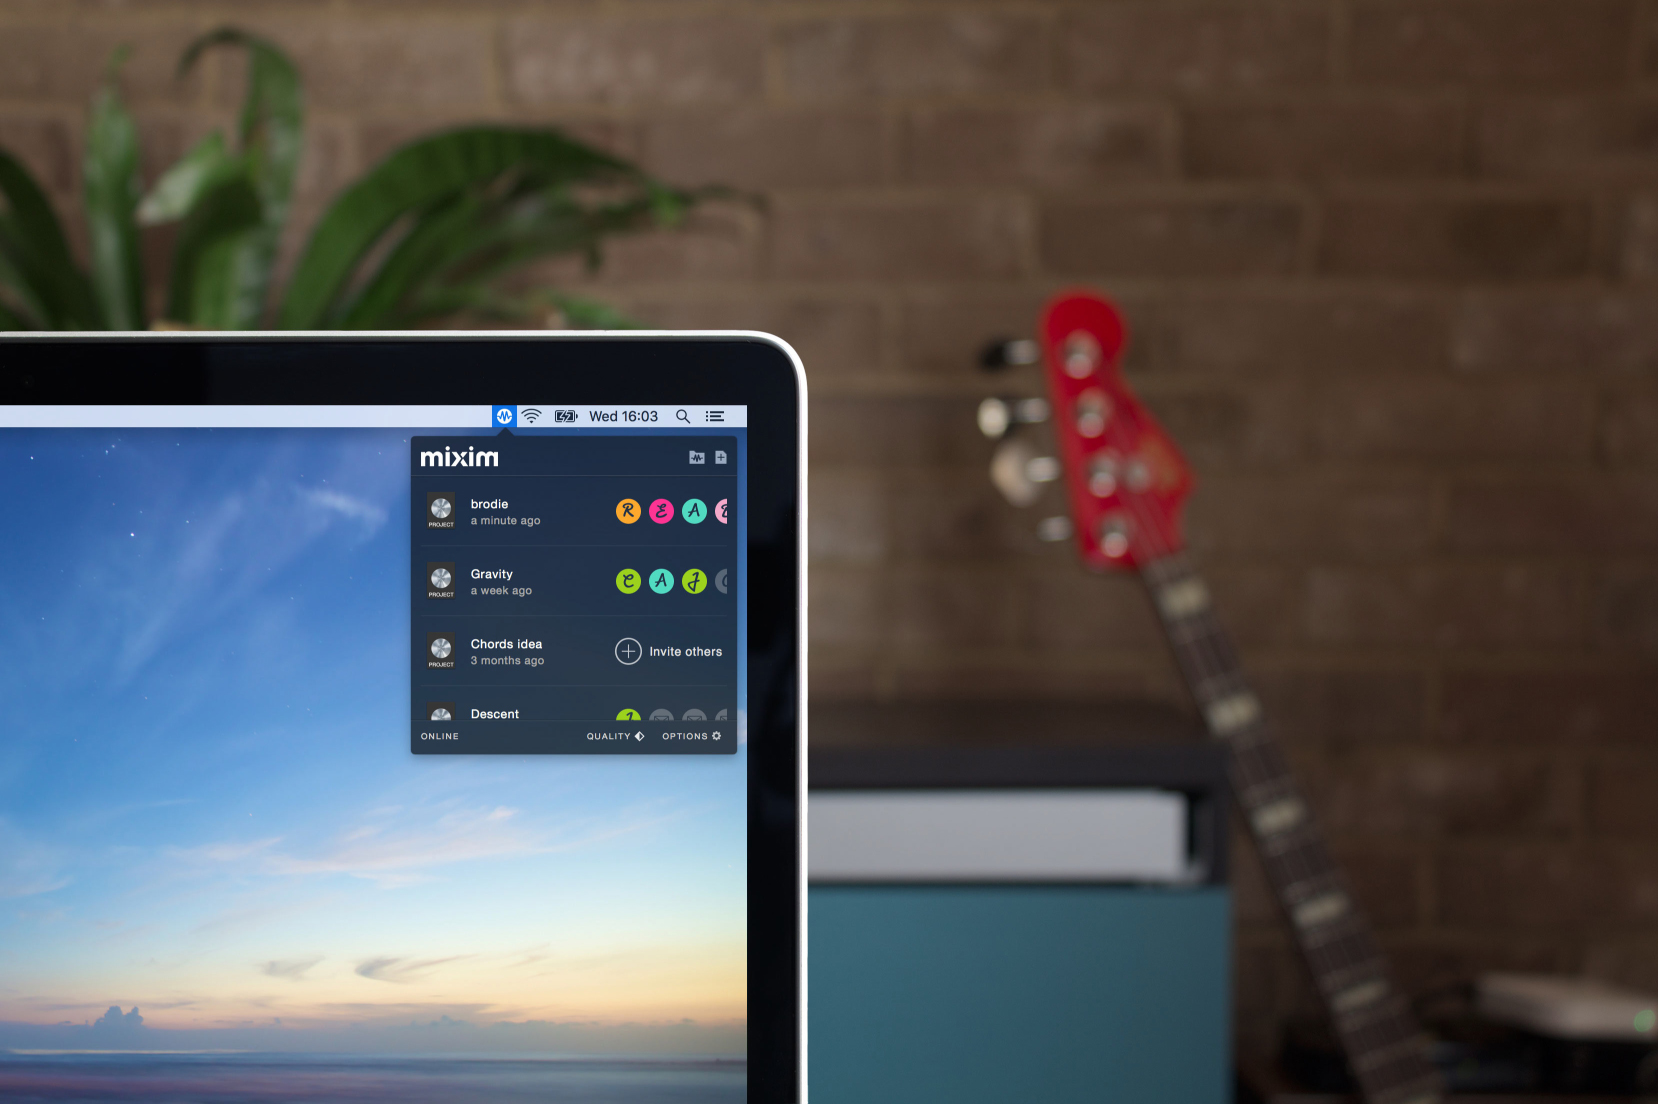 Wed 16:03
mixim
brodie
a minute ago
R E A
PROJECT
Gravity
a week ago
C A J
PROJECT
Chords idea
3 months ago
Invite others
PROJECT
Descent
ONLINE QUALITY OPTIONS